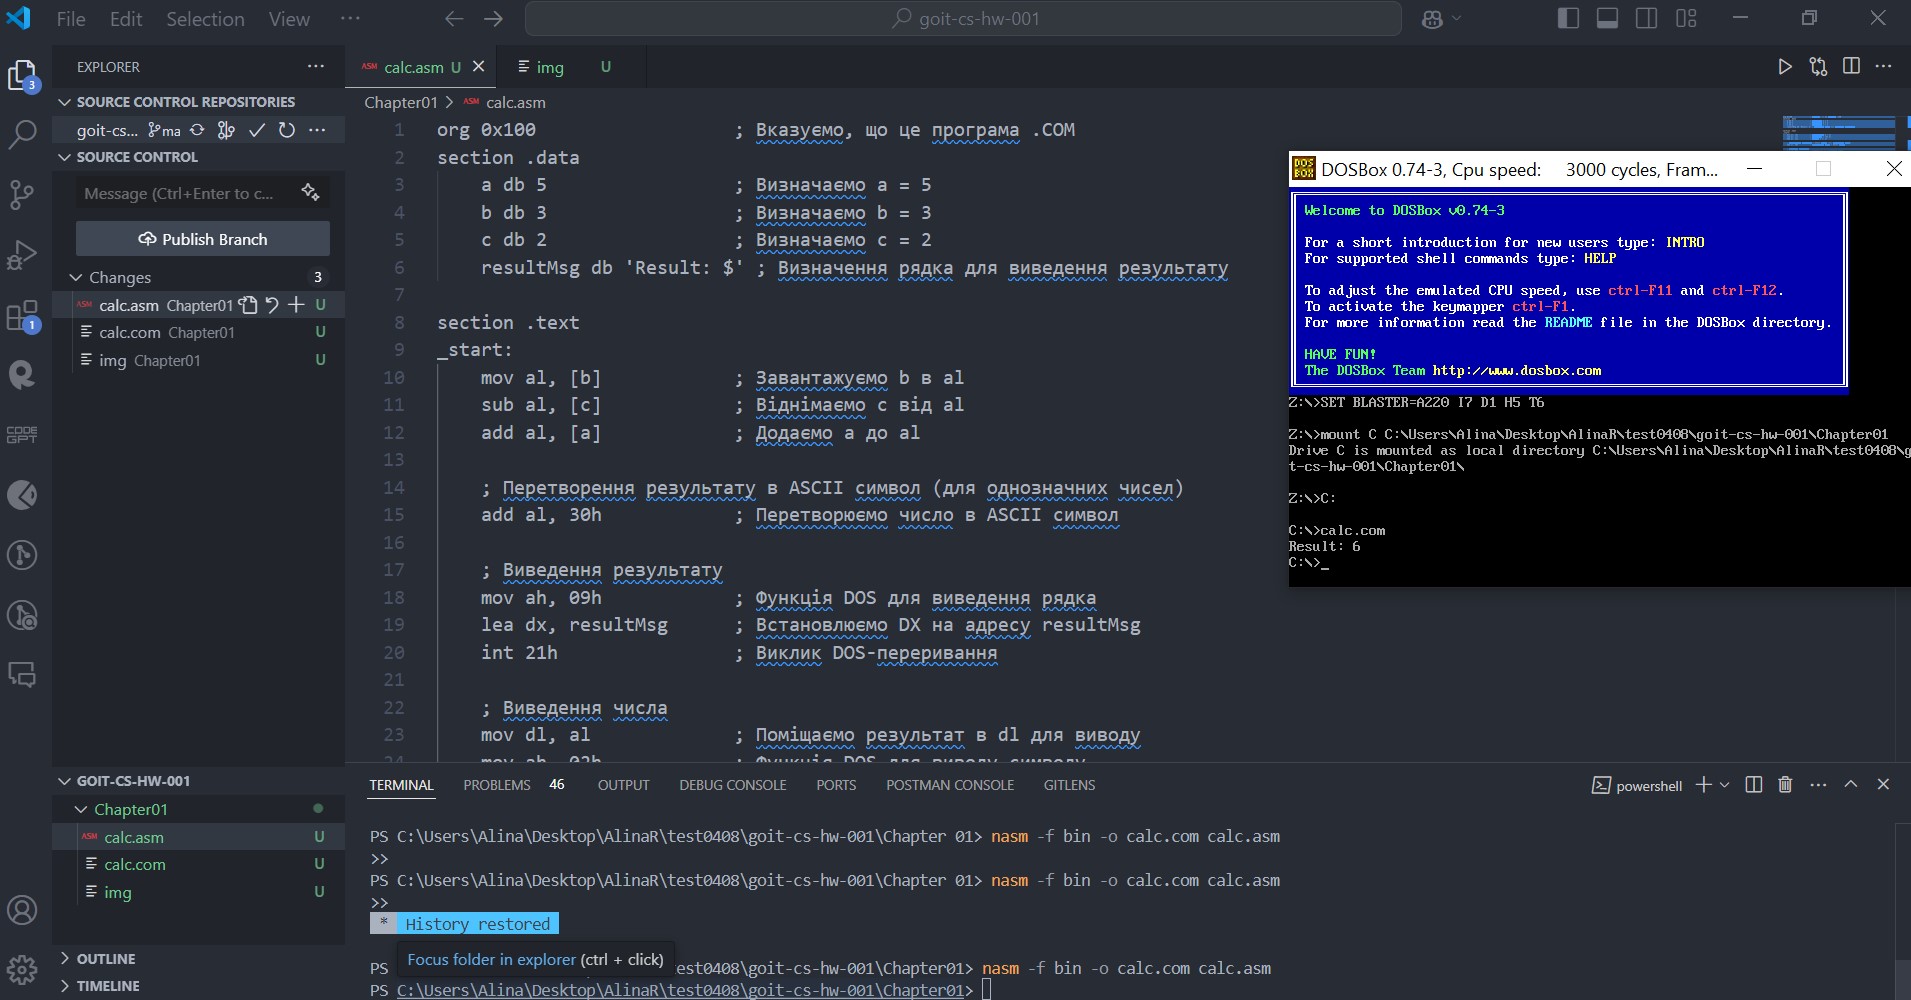 File Edit Selection View ··· goit-cs-hw-001
EXPLORER ···
SOURCE CONTROL REPOSITORIES
goit-cs... ma ···
SOURCE CONTROL
Message (Ctrl+Enter to c...
Publish Branch
Changes 3
calc.asm Chapter01 U
calc.com Chapter01 U
img Chapter01 U
3
1
CODE
GPT
GOIT-CS-HW-001
Chapter01
calc.asm U
calc.com U
img U
OUTLINE
TIMELINE
ASM calc.asm U img U
Chapter01 > ASM calc.asm
1 org 0x100 ; Вказуємо, що це програма .COM
2 section .data
3 a db 5 ; Визначаємо a = 5
4 b db 3 ; Визначаємо b = 3
5 c db 2 ; Визначаємо c = 2
6 resultMsg db 'Result: $' ; Визначення рядка для виведення результату
7
8 section .text
9 _start:
10 mov al, [b] ; Завантажуємо b в al
11 sub al, [c] ; Віднімаємо c від al
12 add al, [a] ; Додаємо a до al
13
14 ; Перетворення результату в ASCII символ (для однозначних чисел)
15 add al, 30h ; Перетворюємо число в ASCII символ
16
17 ; Виведення результату
18 mov ah, 09h ; Функція DOS для виведення рядка
19 lea dx, resultMsg ; Встановлюємо DX на адресу resultMsg
20 int 21h ; Виклик DOS-переривання
21
22 ; Виведення числа
23 mov dl, al ; Поміщаємо результат в dl для виводу
24 mov ah, 02h ; Функція DOS для виводу символу
DOSBox 0.74-3, Cpu speed: 3000 cycles, Fram...
Welcome to DOSBox v0.74-3
For a short introduction for new users type: INTRO
For supported shell commands type: HELP
To adjust the emulated CPU speed, use ctrl-F11 and ctrl-F12.
To activate the keymapper ctrl-F1.
For more information read the README file in the DOSBox directory.
HAVE FUN!
The DOSBox Team http://www.dosbox.com
Z:\>SET BLASTER=A220 I7 D1 H5 T6
Z:\>mount C C:\Users\Alina\Desktop\AlinaR\test0408\goit-cs-hw-001\Chapter01
Drive C is mounted as local directory C:\Users\Alina\Desktop\AlinaR\test0408\g
t-cs-hw-001\Chapter01\
Z:\>C:
C:\>calc.com
Result: 6
C:\>_
TERMINAL PROBLEMS 46 OUTPUT DEBUG CONSOLE PORTS POSTMAN CONSOLE GITLENS powershell
PS C:\Users\Alina\Desktop\AlinaR\test0408\goit-cs-hw-001\Chapter 01> nasm -f bin -o calc.com calc.asm
>>
PS C:\Users\Alina\Desktop\AlinaR\test0408\goit-cs-hw-001\Chapter 01> nasm -f bin -o calc.com calc.asm
>>
* History restored
Focus folder in explorer (ctrl + click)
PS est0408\goit-cs-hw-001\Chapter01> nasm -f bin -o calc.com calc.asm
PS C:\Users\Alina\Desktop\AlinaR\test0408\goit-cs-hw-001\Chapter01>